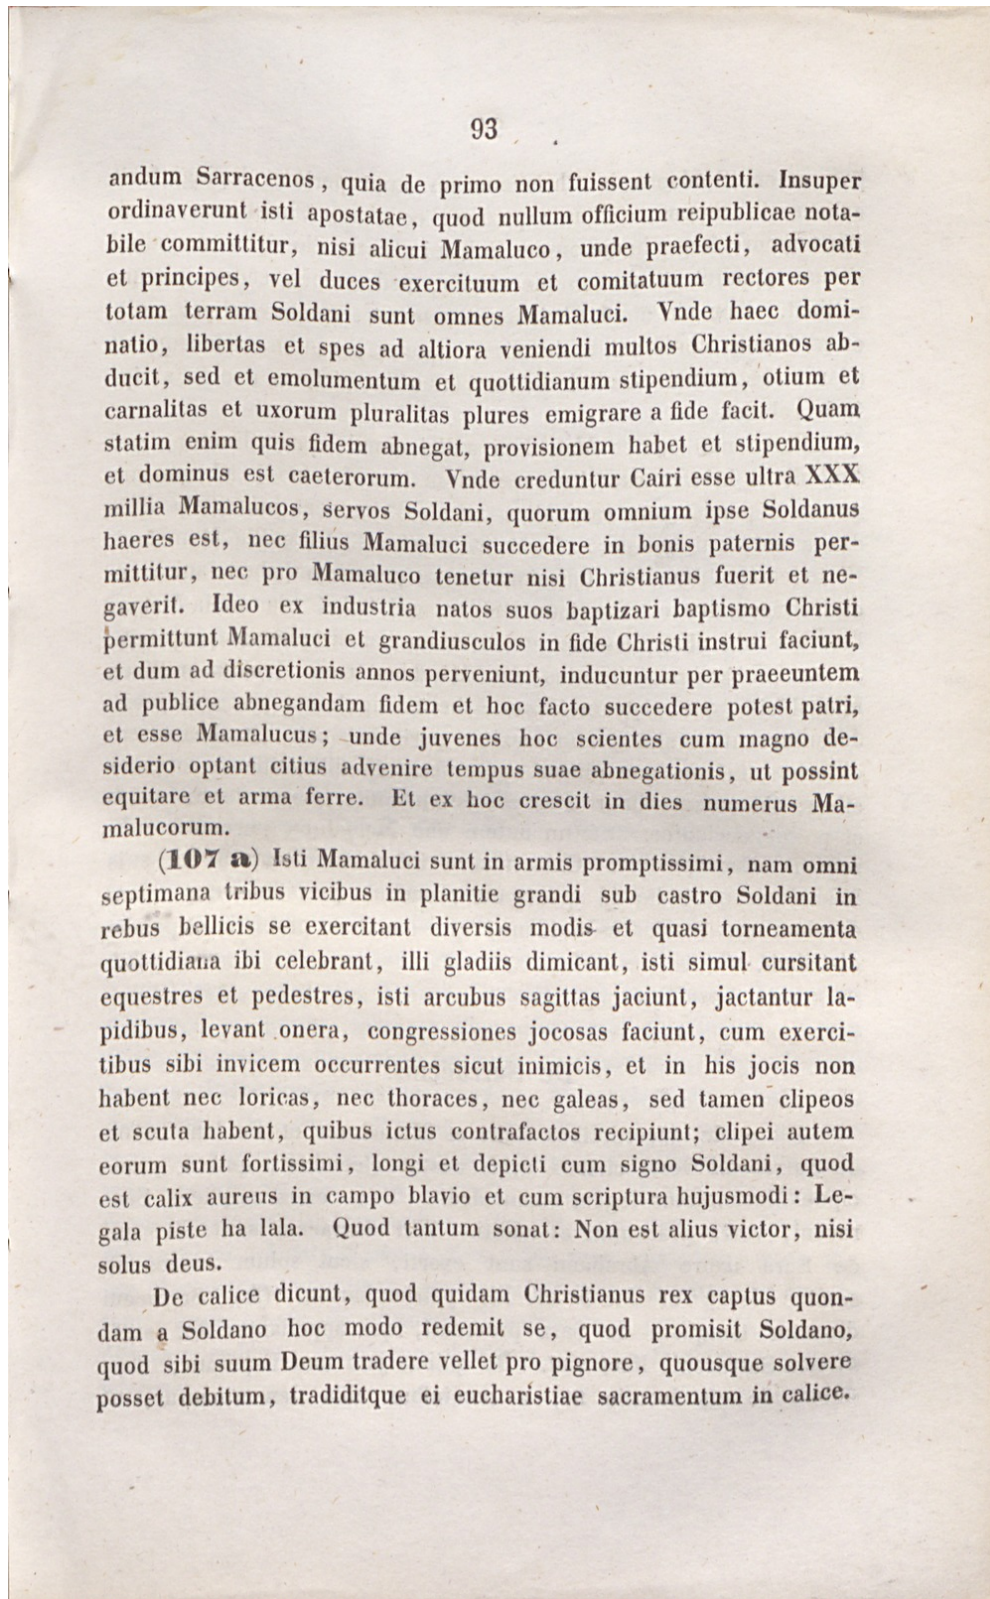 93
andum Sarracenos, quia de primo non fuissent contenti. Insuper
ordinaverunt isti apostatae, quod nullum officium reipublicae nota-
bile committitur, nisi alicui Mamaluco, unde praefecti, advocati
et principes, vel duces exercituum et comitatuum rectores per
totam terram Soldani sunt omnes Mamaluci. Vnde haec domi-
natio, libertas et spes ad altiora veniendi multos Christianos ab-
ducit, sed et emolumentum et quottidianum stipendium, otium et
carnalitas et uxorum pluralitas plures emigrare a fide facit. Quam
statim enim quis fidem abnegat, provisionem habet et stipendium,
et dominus est caeterorum. Vnde creduntur Cairi esse ultra XXX
millia Mamalucos, servos Soldani, quorum omnium ipse Soldanus
haeres est, nec filius Mamaluci succedere in bonis paternis per-
mittitur, nec pro Mamaluco tenetur nisi Christianus fuerit et ne-
gaverit. Ideo ex industria natos suos baptizari baptismo Christi
permittunt Mamaluci et grandiusculos in fide Christi instrui faciunt,
et dum ad discretionis annos perveniunt, inducuntur per praeeuntem
ad publice abnegandam fidem et hoc facto succedere potest patri,
et esse Mamalucus; unde juvenes hoc scientes cum magno de-
siderio optant citius advenire tempus suae abnegationis, ut possint
equitare et arma ferre. Et ex hoc crescit in dies numerus Ma-
malucorum.
(107 a) Isti Mamaluci sunt in armis promptissimi, nam omni
septimana tribus vicibus in planitie grandi sub castro Soldani in
rebus bellicis se exercitant diversis modis et quasi torneamenta
quottidiana ibi celebrant, illi gladiis dimicant, isti simul cursitant
equestres et pedestres, isti arcubus sagittas jaciunt, jactantur la-
pidibus, levant onera, congressiones jocosas faciunt, cum exerci-
tibus sibi invicem occurrentes sicut inimicis, et in his jocis non
habent nec loricas, nec thoraces, nec galeas, sed tamen clipeos
et scuta habent, quibus ictus contrafactos recipiunt; clipei autem
eorum sunt fortissimi, longi et depicti cum signo Soldani, quod
est calix aureus in campo blavio et cum scriptura hujusmodi: Le-
gala piste ha lala. Quod tantum sonat: Non est alius victor, nisi
solus deus.
De calice dicunt, quod quidam Christianus rex captus quon-
dam a Soldano hoc modo redemit se, quod promisit Soldano,
quod sibi suum Deum tradere vellet pro pignore, quousque solvere
posset debitum, tradiditque ei eucharistiae sacramentum in calice.